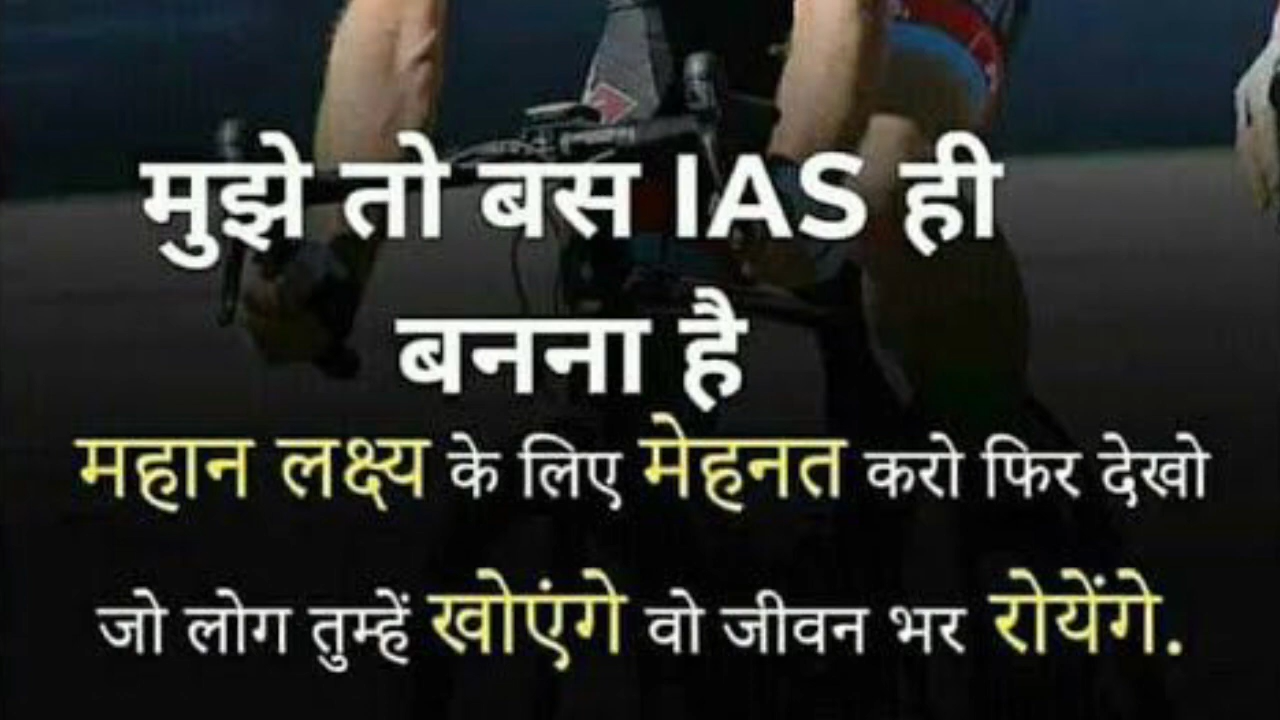 मुझे तो बस IAS ही
बनना है
महान लक्ष्य के लिए मेहनत करो फिर देखो
जो लोग तुम्हें खोएंगे वो जीवन भर रोयेंगे.